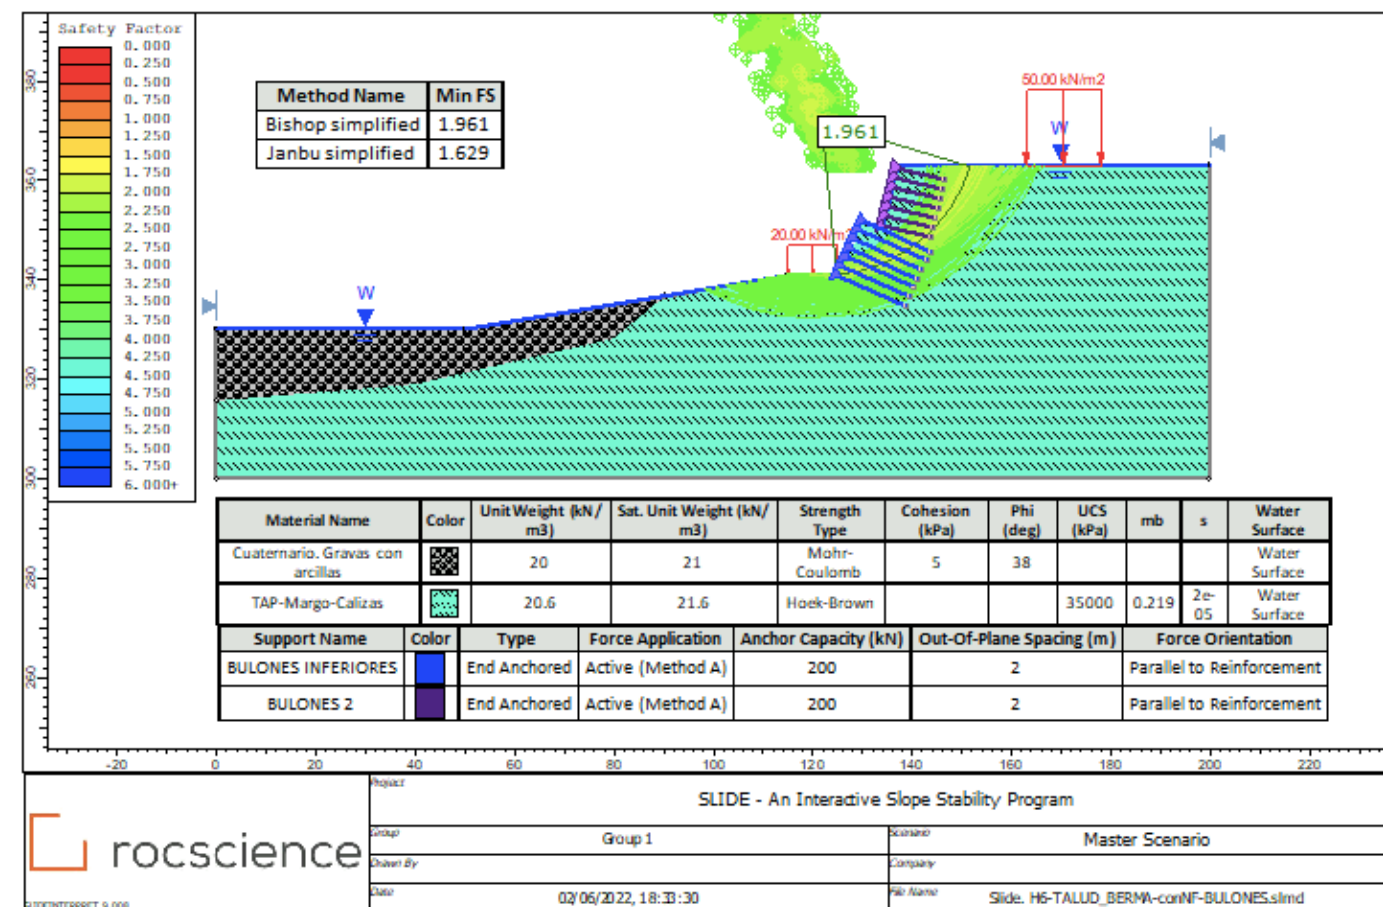 Safety Factor
0.000
0.250
0.500
0.750
1.000
1.250
1.500
1.750
2.000
2.250
2.500
2.750
3.000
3.250
3.500
3.750
4.000
4.250
4.500
4.750
5.000
5.250
5.500
5.750
6.000+
Method Name Min FS
Bishop simplified 1.961
Janbu simplified 1.629
1.961
50.00 kN/m2
W
20.00 kN/m2
W
380
360
340
320
300
280
260
Material Name Color Unit Weight (kN/m3) Sat. Unit Weight (kN/m3) Strength Type Cohesion (kPa) Phi (deg) UCS (kPa) mb s Water Surface
Cuaternario. Gravas con arcillas 20 21 Mohr-Coulomb 5 38 Water Surface
TAP-Margo-Calizas 20.6 21.6 Hoek-Brown 35000 0.219 2e-05 Water Surface
Support Name Color Type Force Application Anchor Capacity (kN) Out-Of-Plane Spacing (m) Force Orientation
BULONES INFERIORES End Anchored Active (Method A) 200 2 Parallel to Reinforcement
BULONES 2 End Anchored Active (Method A) 200 2 Parallel to Reinforcement
-20 0 20 40 60 80 100 120 140 160 180 200 220
rocscience
SLIDEINTERPRET 9.008
Project
SLIDE - An Interactive Slope Stability Program
Group
Group 1
Scenario
Master Scenario
Drawn By
Company
Date
02/06/2022, 18:33:30
File Name
Slide. H6-TALUD_BERMA-conNF-BULONES.slmd